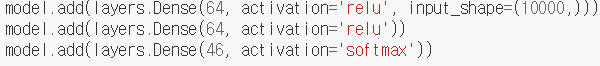 model.add(layers.Dense(64, activation='relu', input_shape=(10000,)))
model.add(layers.Dense(64, activation='relu'))
model.add(layers.Dense(46, activation='softmax'))